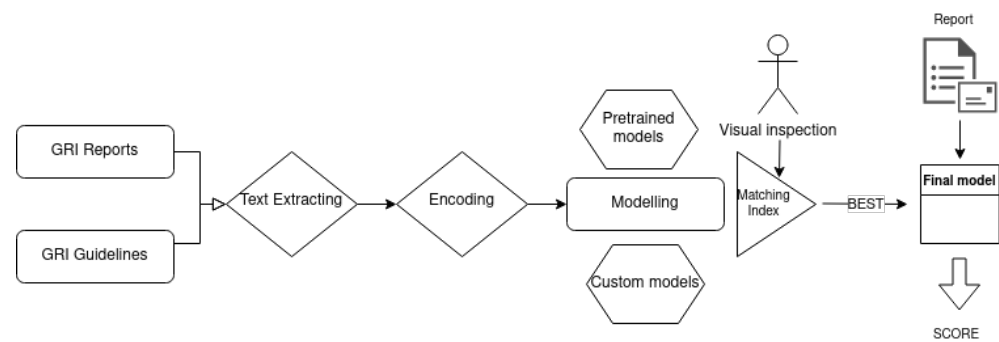 GRI Reports
GRI Guidelines
Text Extracting
Encoding
Pretrained
models
Modelling
Custom models
Visual inspection
Matching
Index
BEST
Report
Final model
SCORE